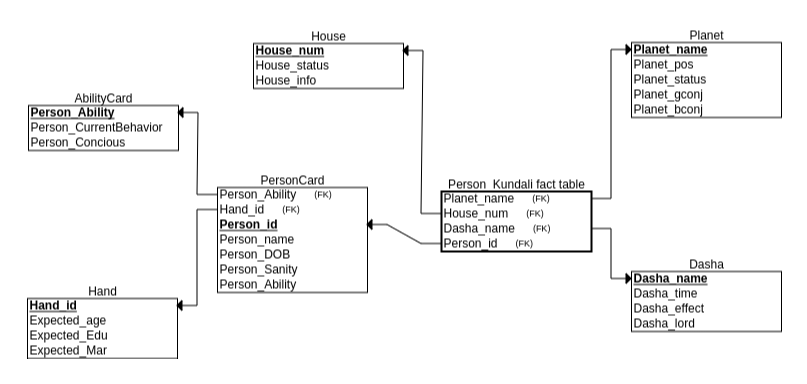 House
House_num
House_status
House_info
Planet
Planet_name
Planet_pos
Planet_status
Planet_gconj
Planet_bconj
AbilityCard
Person_Ability
Person_CurrentBehavior
Person_Concious
PersonCard
Person_Ability (FK)
Hand_id (FK)
Person_id
Person_name
Person_DOB
Person_Sanity
Person_Ability
Person_Kundali fact table
Planet_name (FK)
House_num (FK)
Dasha_name (FK)
Person_id (FK)
Hand
Hand_id
Expected_age
Expected_Edu
Expected_Mar
Dasha
Dasha_name
Dasha_time
Dasha_effect
Dasha_lord